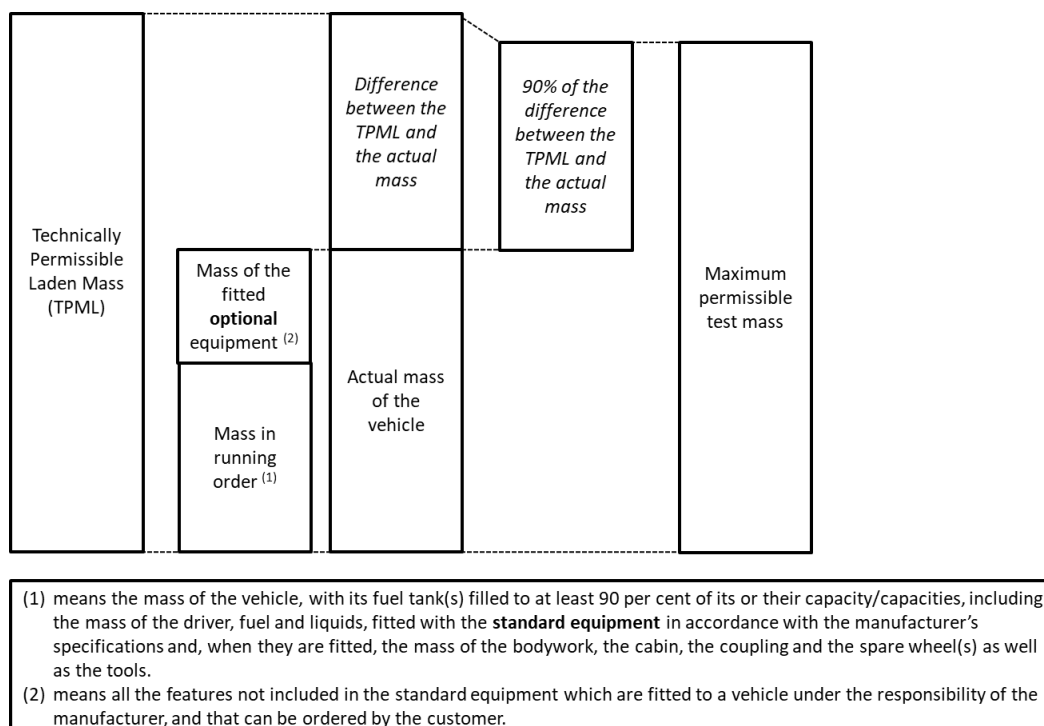 Technically
Permissible
Laden Mass
(TPML)
Mass of the
fitted
optional
equipment (2)
Mass in
running
order (1)
Difference
between the
TPML and
the actual
mass
Actual mass
of the
vehicle
90% of the
difference
between the
TPML and
the actual
mass
Maximum
permissible
test mass
(1) means the mass of the vehicle, with its fuel tank(s) filled to at least 90 per cent of its or their capacity/capacities, including
the mass of the driver, fuel and liquids, fitted with the standard equipment in accordance with the manufacturer’s
specifications and, when they are fitted, the mass of the bodywork, the cabin, the coupling and the spare wheel(s) as well
as the tools.
(2) means all the features not included in the standard equipment which are fitted to a vehicle under the responsibility of the
manufacturer, and that can be ordered by the customer.